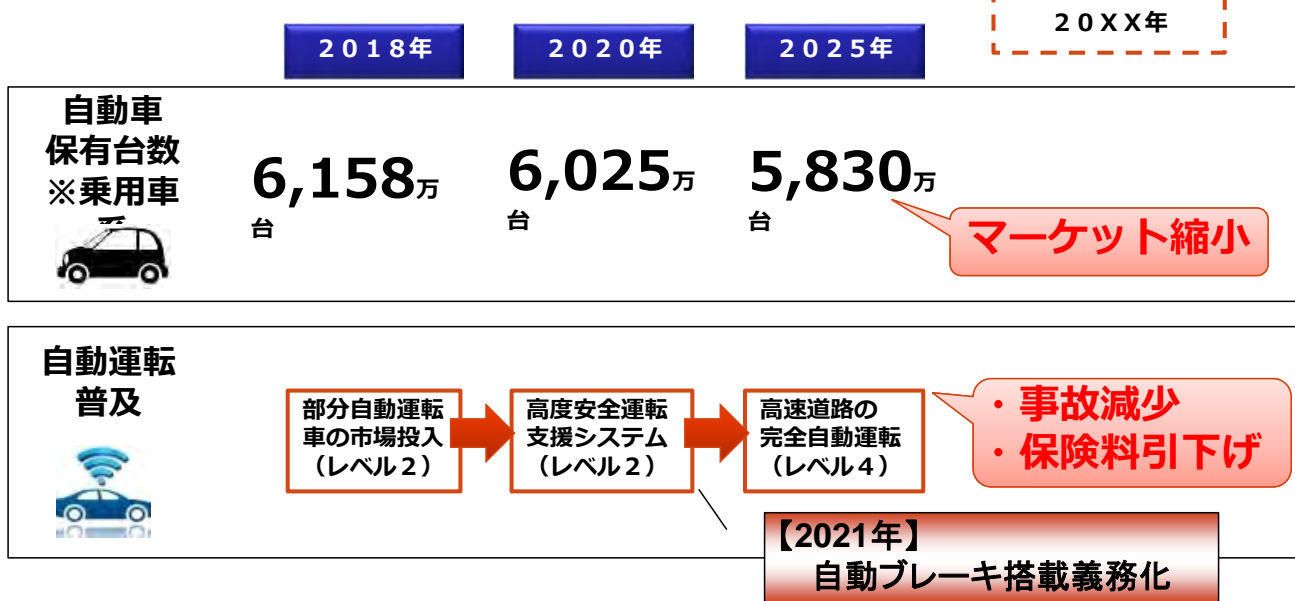 20XX年
2018年
2020年
2025年
自動車
保有台数
※乗用車
系
6,158万
台
6,025万
台
5,830万
台
マーケット縮小
自動運転
普及
部分自動運転
車の市場投入
(レベル2)
高度安全運転
支援システム
(レベル2)
高速道路の
完全自動運転
(レベル4)
・事故減少
・保険料引下げ
【2021年】
自動ブレーキ搭載義務化